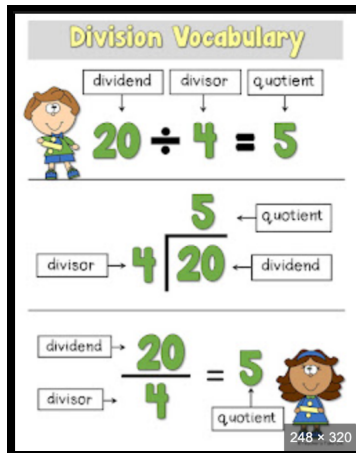 Division Vocabulary
dividend divisor quotient
20 ÷ 4 = 5
5 quotient
divisor 4 20 dividend
dividend 20
= 5
divisor 4
quotient
248 × 320